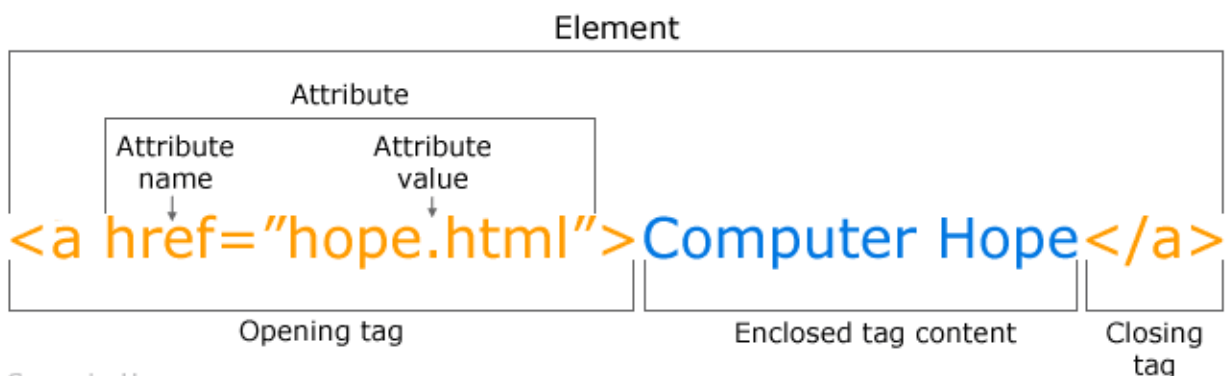 Element
Attribute
Attribute name
Attribute value
<a href=”hope.html”>Computer Hope</a>
Opening tag
Enclosed tag content
Closing tag